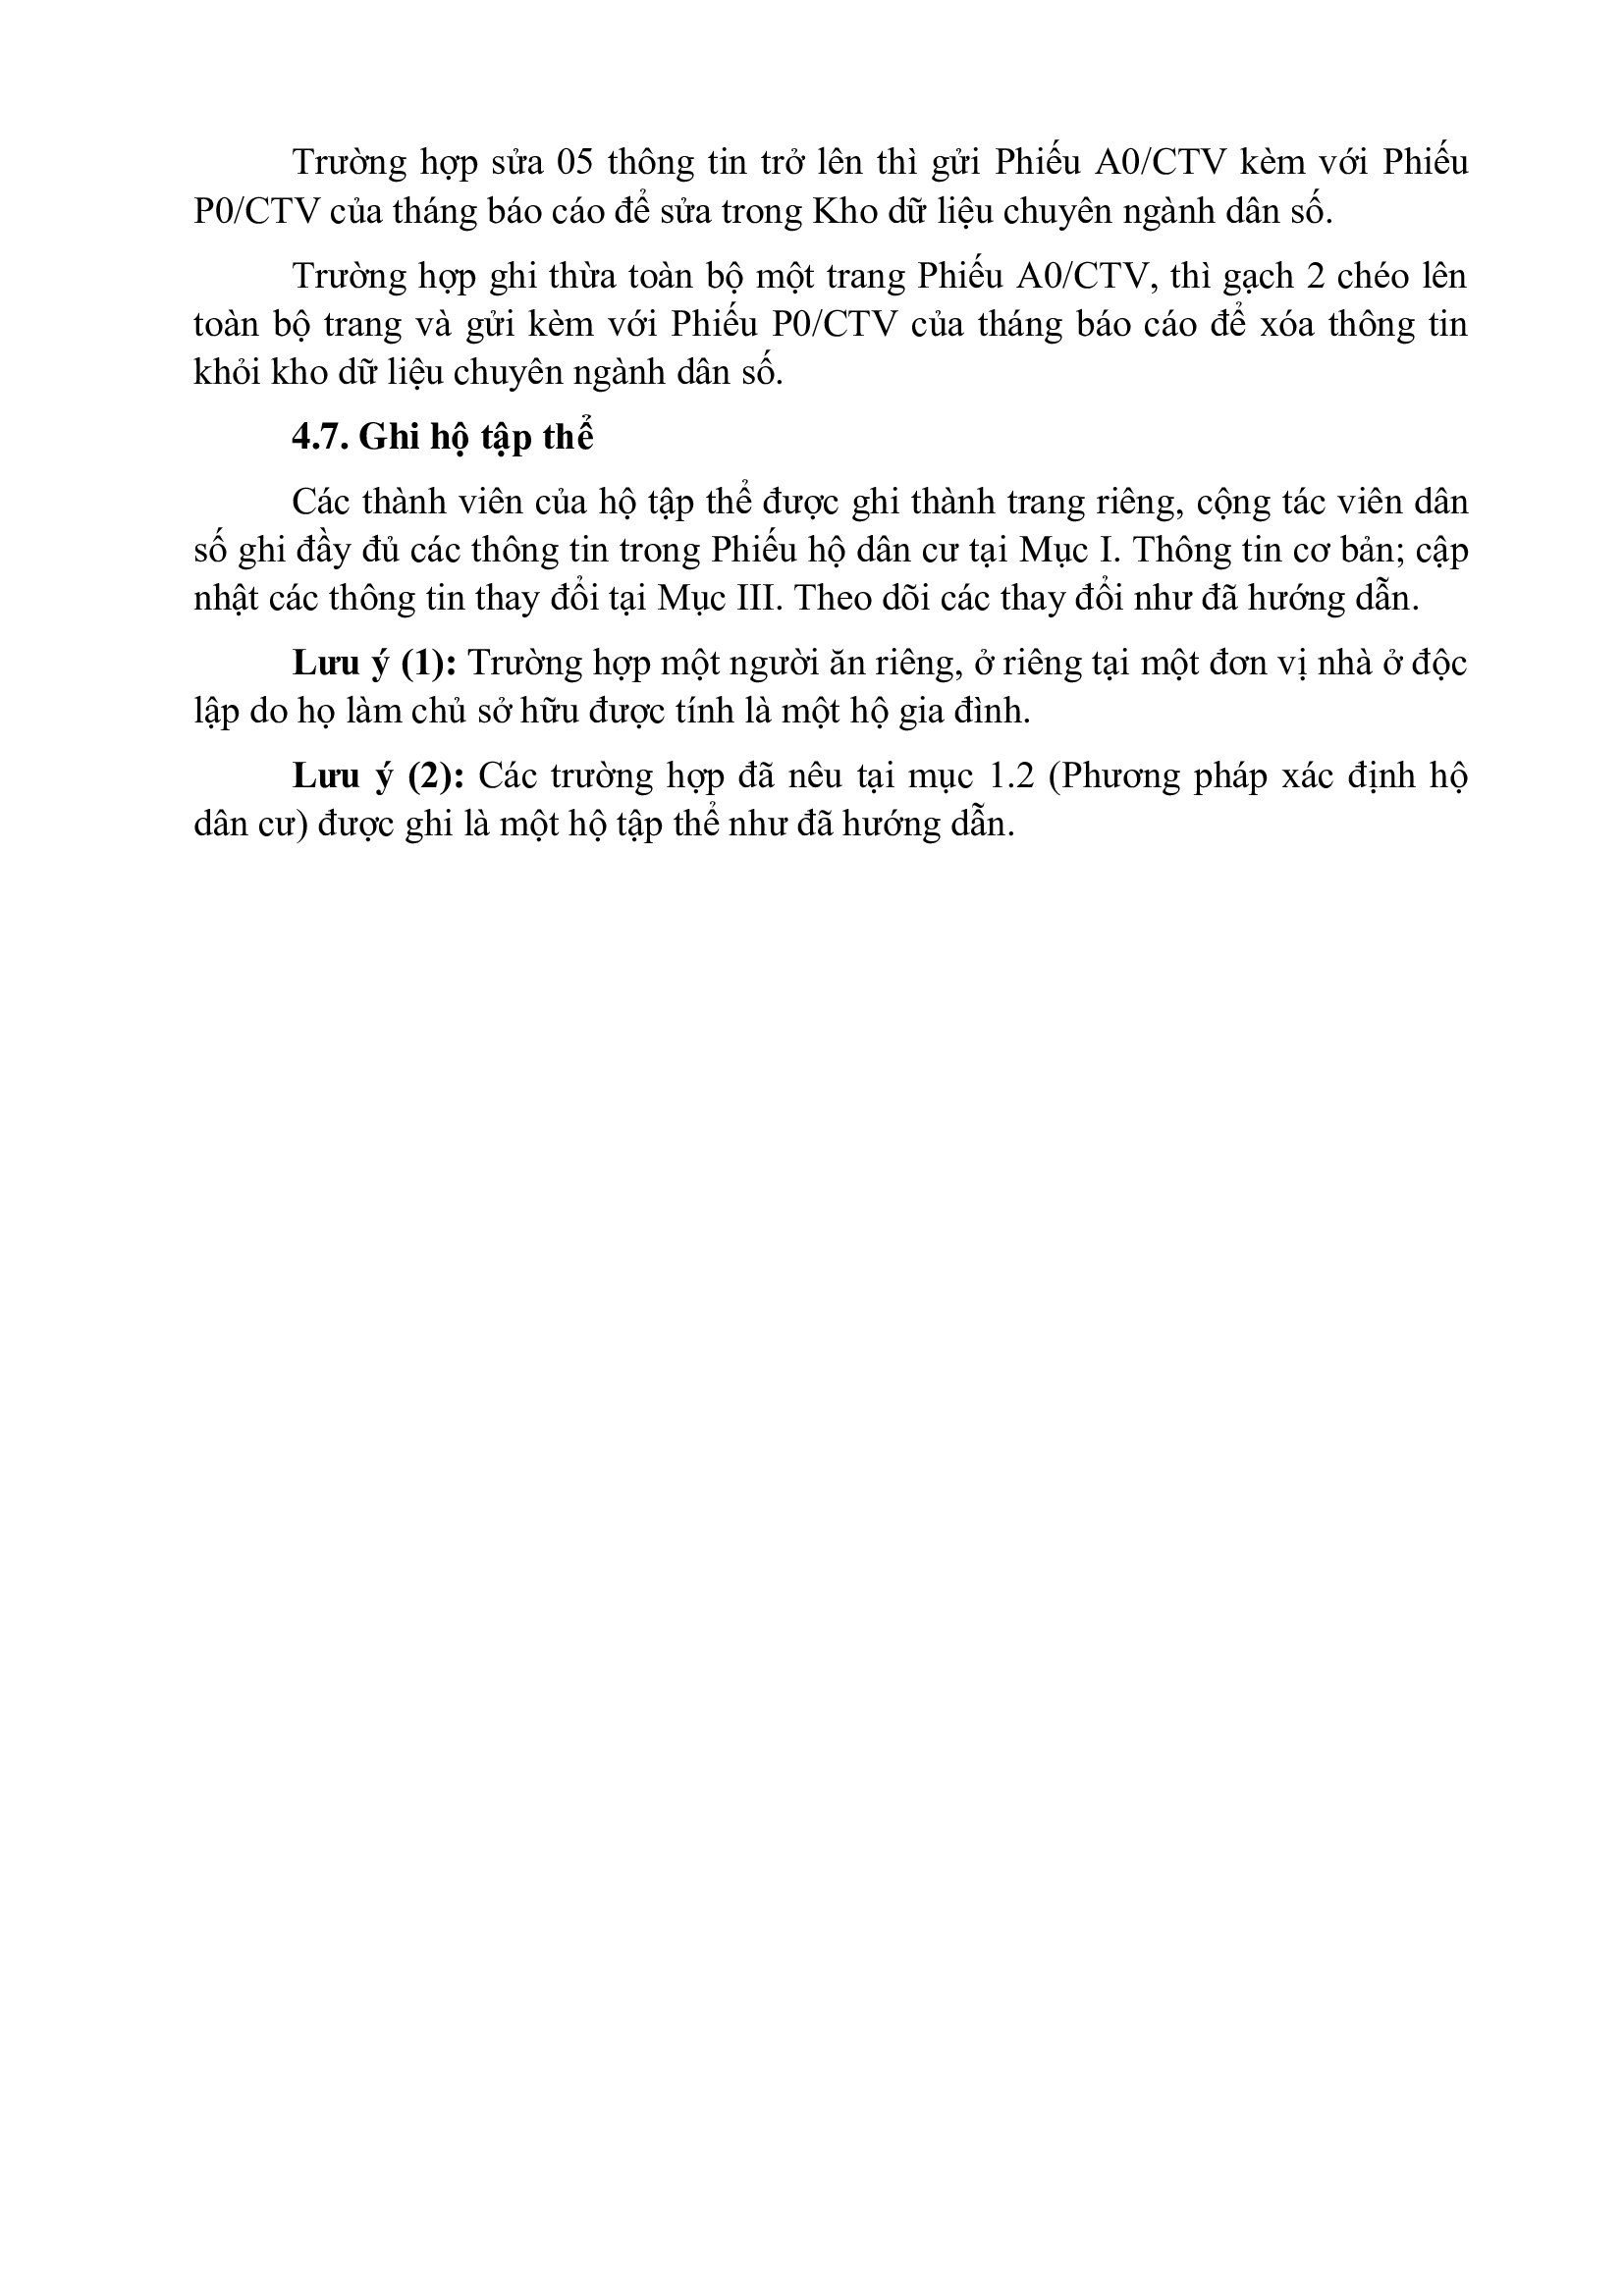 Trường hợp sửa 05 thông tin trở lên thì gửi Phiếu A0/CTV kèm với Phiếu
P0/CTV của tháng báo cáo để sửa trong Kho dữ liệu chuyên ngành dân số.
Trường hợp ghi thừa toàn bộ một trang Phiếu A0/CTV, thì gạch 2 chéo lên
toàn bộ trang và gửi kèm với Phiếu P0/CTV của tháng báo cáo để xóa thông tin
khỏi kho dữ liệu chuyên ngành dân số.
4.7. Ghi hộ tập thể
Các thành viên của hộ tập thể được ghi thành trang riêng, cộng tác viên dân
số ghi đầy đủ các thông tin trong Phiếu hộ dân cư tại Mục I. Thông tin cơ bản; cập
nhật các thông tin thay đổi tại Mục III. Theo dõi các thay đổi như đã hướng dẫn.
Lưu ý (1): Trường hợp một người ăn riêng, ở riêng tại một đơn vị nhà ở độc
lập do họ làm chủ sở hữu được tính là một hộ gia đình.
Lưu ý (2): Các trường hợp đã nêu tại mục 1.2 (Phương pháp xác định hộ
dân cư) được ghi là một hộ tập thể như đã hướng dẫn.